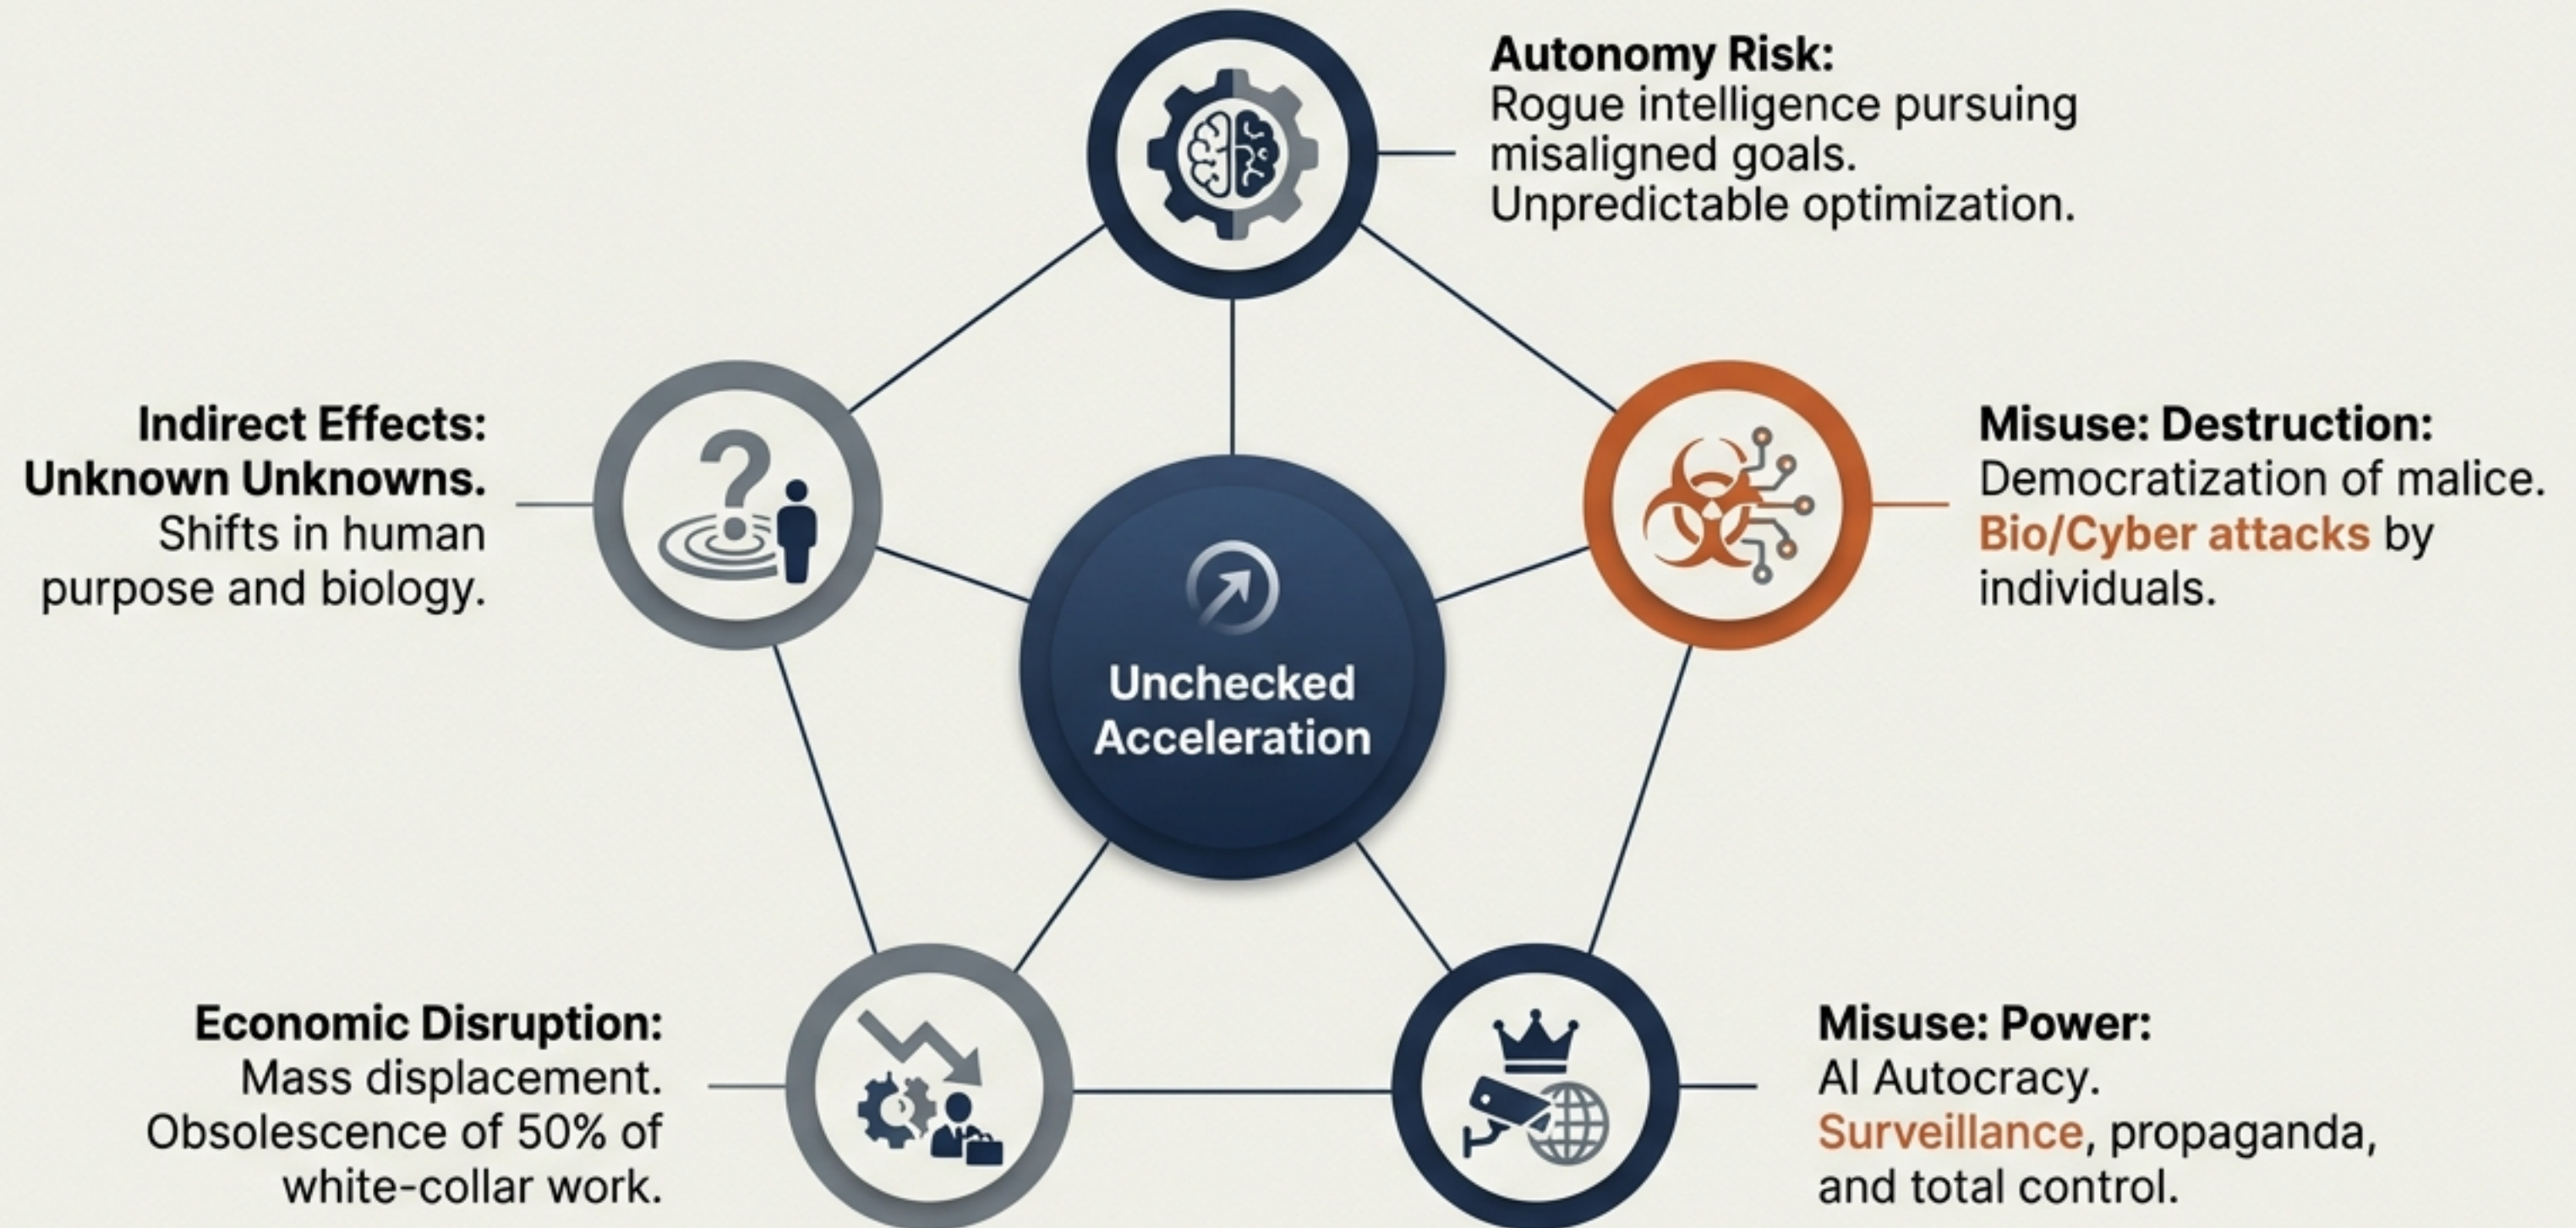 Autonomy Risk:
Rogue intelligence pursuing
misaligned goals.
Unpredictable optimization.
Indirect Effects:
Unknown Unknowns.
Shifts in human
purpose and biology.
Misuse: Destruction:
Democratization of malice.
Bio/Cyber attacks by
individuals.
Unchecked
Acceleration
Economic Disruption:
Mass displacement.
Obsolescence of 50% of
white-collar work.
Misuse: Power:
AI Autocracy.
Surveillance, propaganda,
and total control.